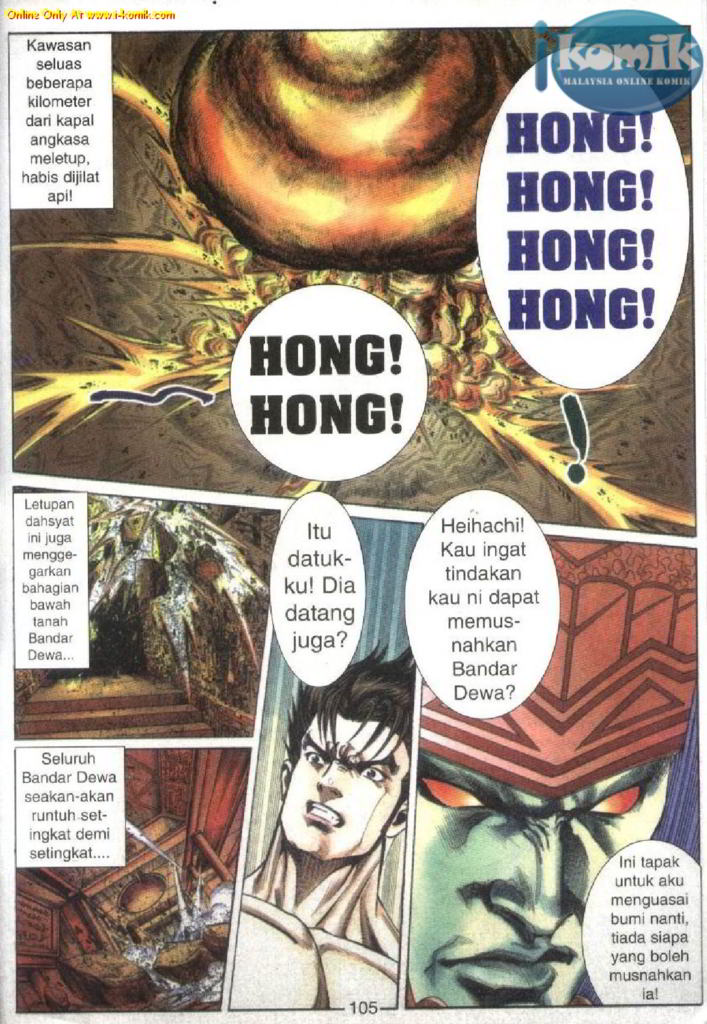 Online Only At www.i-komik.com
ikomik
MALAYSIA ONLINE KOMIK
Kawasan
seluas
beberapa
kilometer
dari kapal
angkasa
meletup,
habis dijilat
api!
HONG!
HONG!
HONG!
HONG!
HONG!
HONG!
Letupan
dahsyat
ini juga
mengge-
garkan
bahagian
bawah
tanah
Bandar
Dewa...
Itu
datuk-
ku! Dia
datang
juga?
Heihachi!
Kau ingat
tindakan
kau ni dapat
memus-
nahkan
Bandar
Dewa?
Seluruh
Bandar Dewa
seakan-akan
runtuh set-
ingkat demi
setingkat....
Ini tapak
untuk aku
menguasai
bumi nanti,
tiada siapa
yang boleh
musnahkan
ia!
105